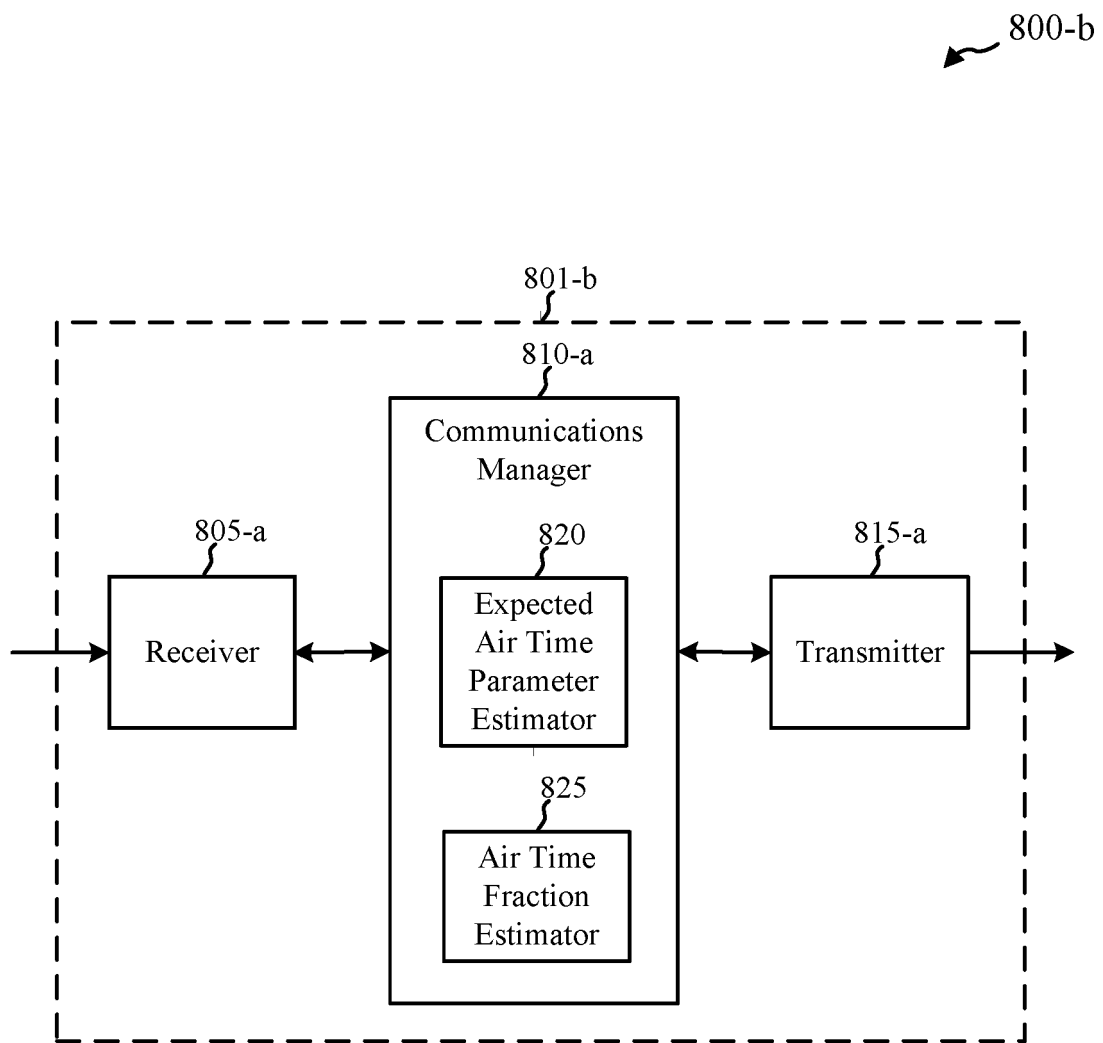 800-b
801-b
810-a
Communications
Manager
805-a
Receiver
820
Expected
Air Time
Parameter
Estimator
825
Air Time
Fraction
Estimator
815-a
Transmitter